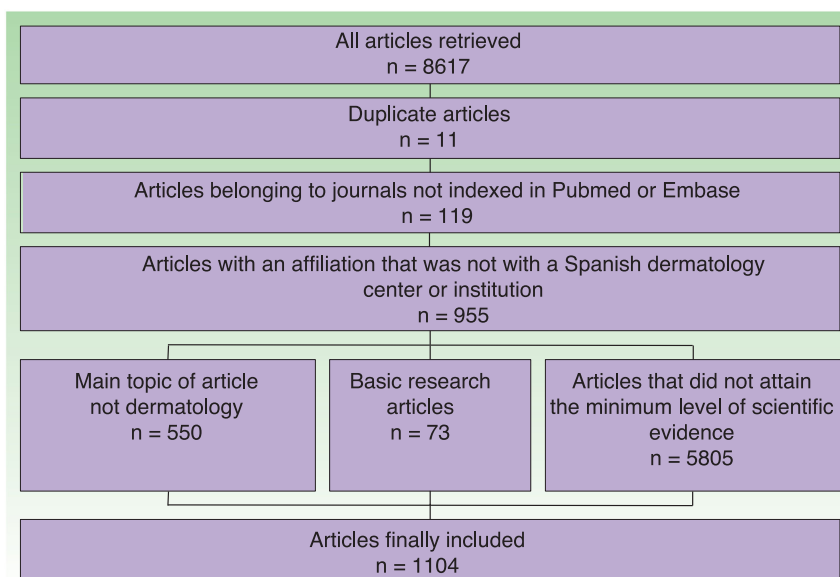 All articles retrieved
n = 8617
Duplicate articles
n = 11
Articles belonging to journals not indexed in Pubmed or Embase
n = 119
Articles with an affiliation that was not with a Spanish dermatology
center or institution
n = 955
Main topic of article
not dermatology
n = 550
Basic research
articles
n = 73
Articles that did not attain
the minimum level of scientific
evidence
n = 5805
Articles finally included
n = 1104